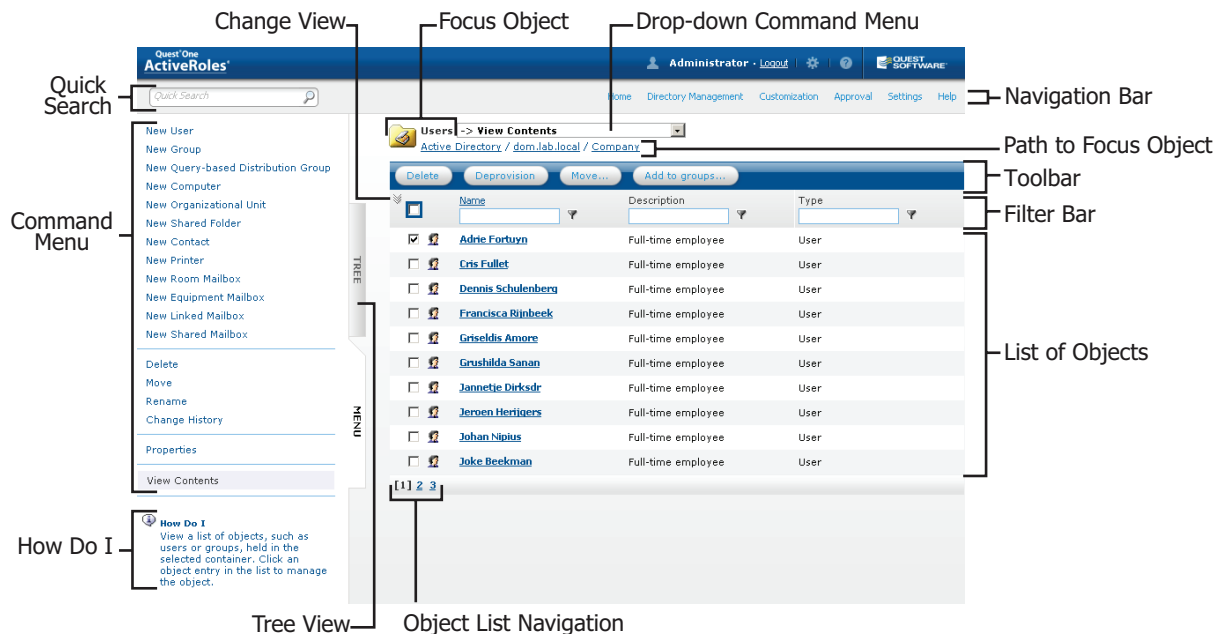 Change View
Focus Object
Drop-down Command Menu
Quest One
ActiveRoles
Administrator · Logout
QUEST
SOFTWARE
Quick
Search
Quick Search
Home Directory Management Customization Approval Settings Help
Navigation Bar
Users -> View Contents
Active Directory / dom.lab.local / Company
Path to Focus Object
Delete Deprovision Move... Add to groups...
Toolbar
Name Description Type
Filter Bar
Command
Menu
New User
New Group
New Query-based Distribution Group
New Computer
New Organizational Unit
New Shared Folder
New Contact
New Printer
New Room Mailbox
New Equipment Mailbox
New Linked Mailbox
New Shared Mailbox
Delete
Move
Rename
Change History
Properties
View Contents
TREE
MENU
Adrie Fortuyn Full-time employee User
Cris Fullet Full-time employee User
Dennis Schulenberg Full-time employee User
Francisca Rijnbeek Full-time employee User
Griseldis Amore Full-time employee User
Grushilda Sanan Full-time employee User
Jannetje Dirksdr Full-time employee User
Jeroen Herijgers Full-time employee User
Johan Nipius Full-time employee User
Joke Beekman Full-time employee User
List of Objects
[1] 2 3
How Do I
How Do I
View a list of objects, such as
users or groups, held in the
selected container. Click an
object entry in the list to manage
the object.
Tree View
Object List Navigation